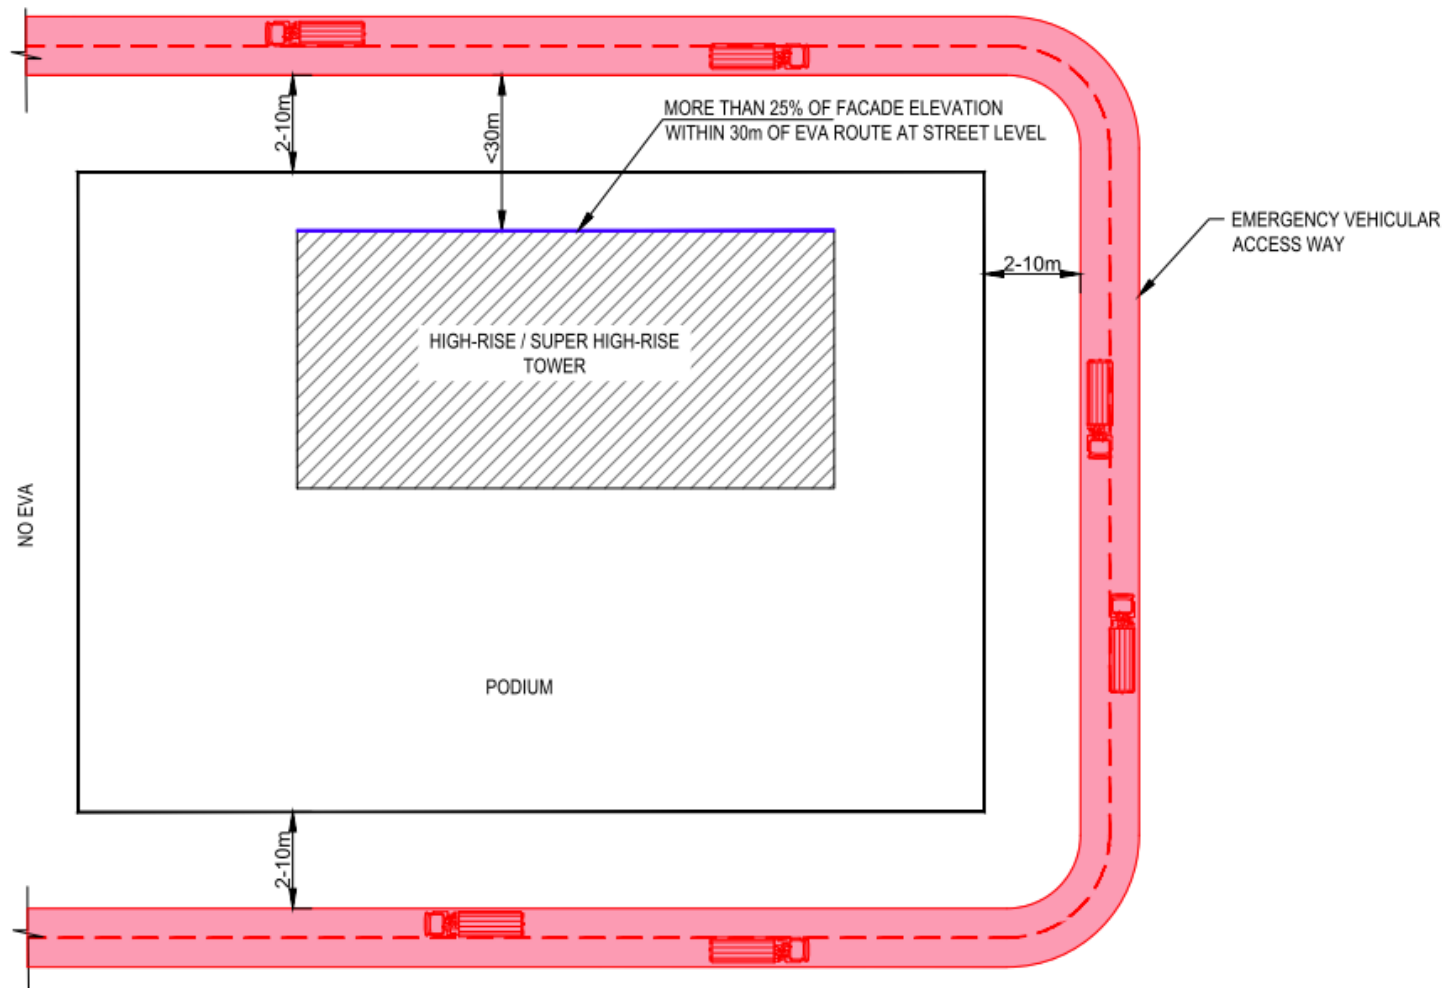 2-10m
<30m
MORE THAN 25% OF FACADE ELEVATION
WITHIN 30m OF EVA ROUTE AT STREET LEVEL
EMERGENCY VEHICULAR
ACCESS WAY
2-10m
HIGH-RISE / SUPER HIGH-RISE
TOWER
NO EVA
PODIUM
2-10m